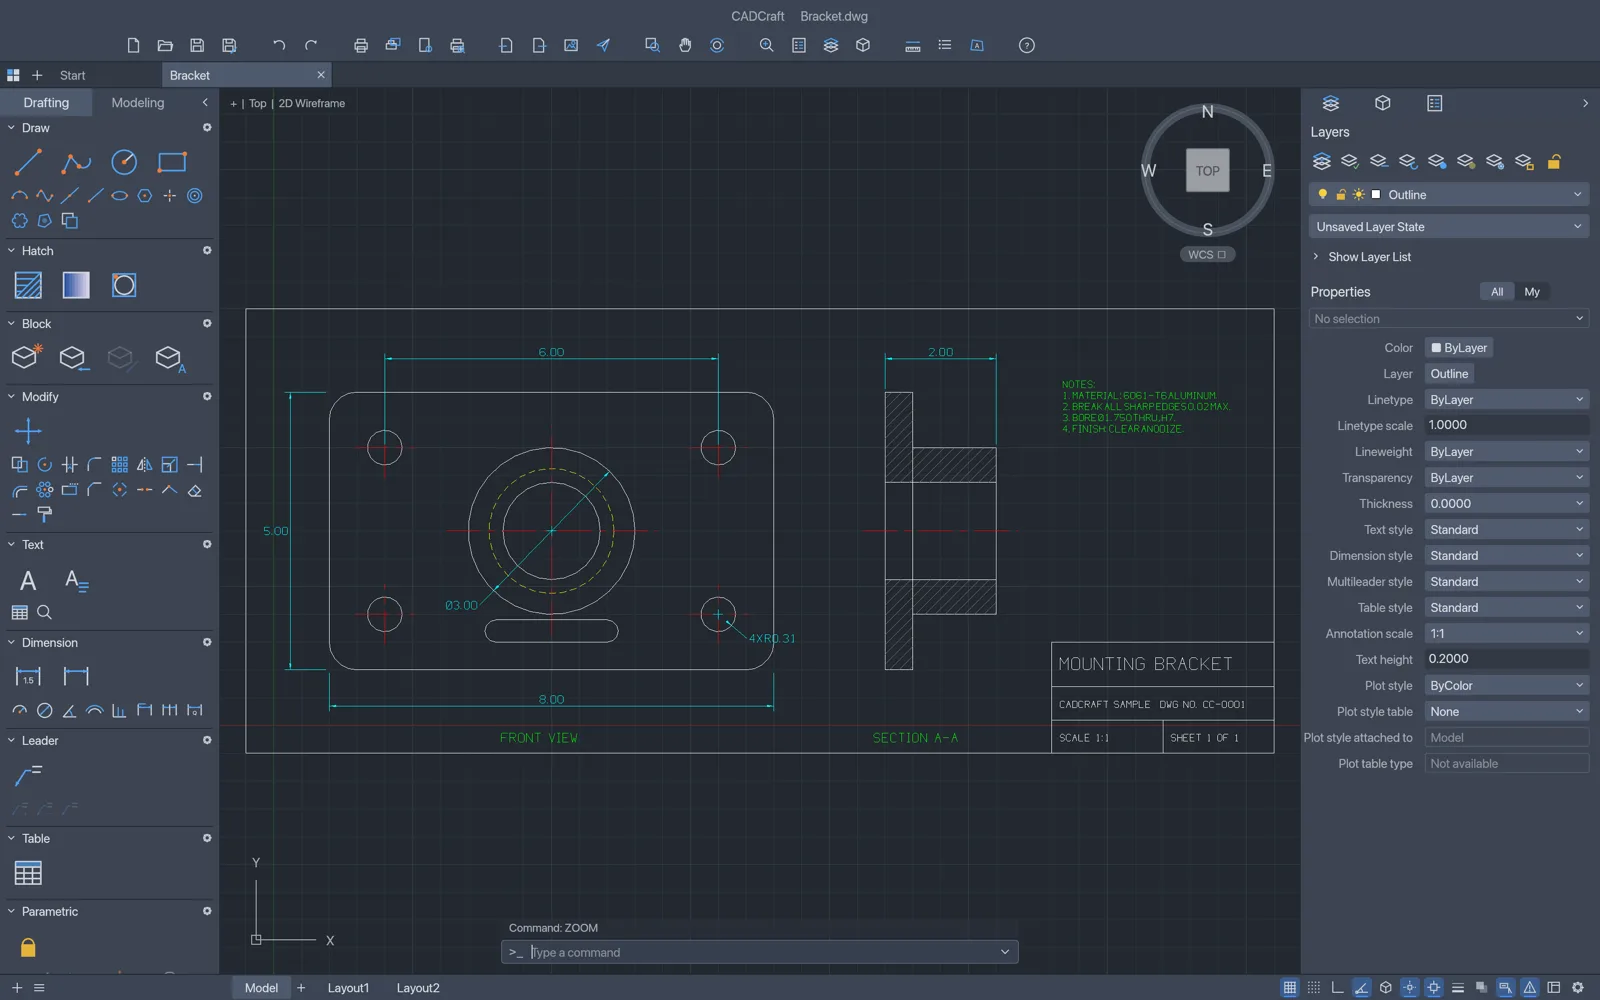 CADCraft Bracket.dwg
Start
Bracket
Drafting
Modeling
+ | Top | 2D Wireframe
Draw
Hatch
Block
Modify
Text
A
A
Dimension
1.5
Leader
Table
Parametric
N
W
TOP
E
S
WCS
6.00
2.00
5.00
Ø3.00
4XR0.31
8.00
NOTES:
1. MATERIAL: 6061-T6 ALUMINUM.
2. BREAK ALL SHARP EDGES 0.02 MAX.
3. BORE Ø1.750 THRU, H7.
4. FINISH: CLEAR ANODIZE.
MOUNTING BRACKET
CADCRAFT SAMPLE DWG NO. CC-0001
SCALE 1:1
SHEET 1 OF 1
FRONT VIEW
SECTION A-A
Y
X
Command: ZOOM
>_ Type a command
Model
Layout1
Layout2
Layers
Outline
Unsaved Layer State
Show Layer List
Properties
All
My
No selection
Color ByLayer
Layer Outline
Linetype ByLayer
Linetype scale 1.0000
Lineweight ByLayer
Transparency ByLayer
Thickness 0.0000
Text style Standard
Dimension style Standard
Multileader style Standard
Table style Standard
Annotation scale 1:1
Text height 0.2000
Plot style ByColor
Plot style table None
Plot style attached to Model
Plot table type Not available